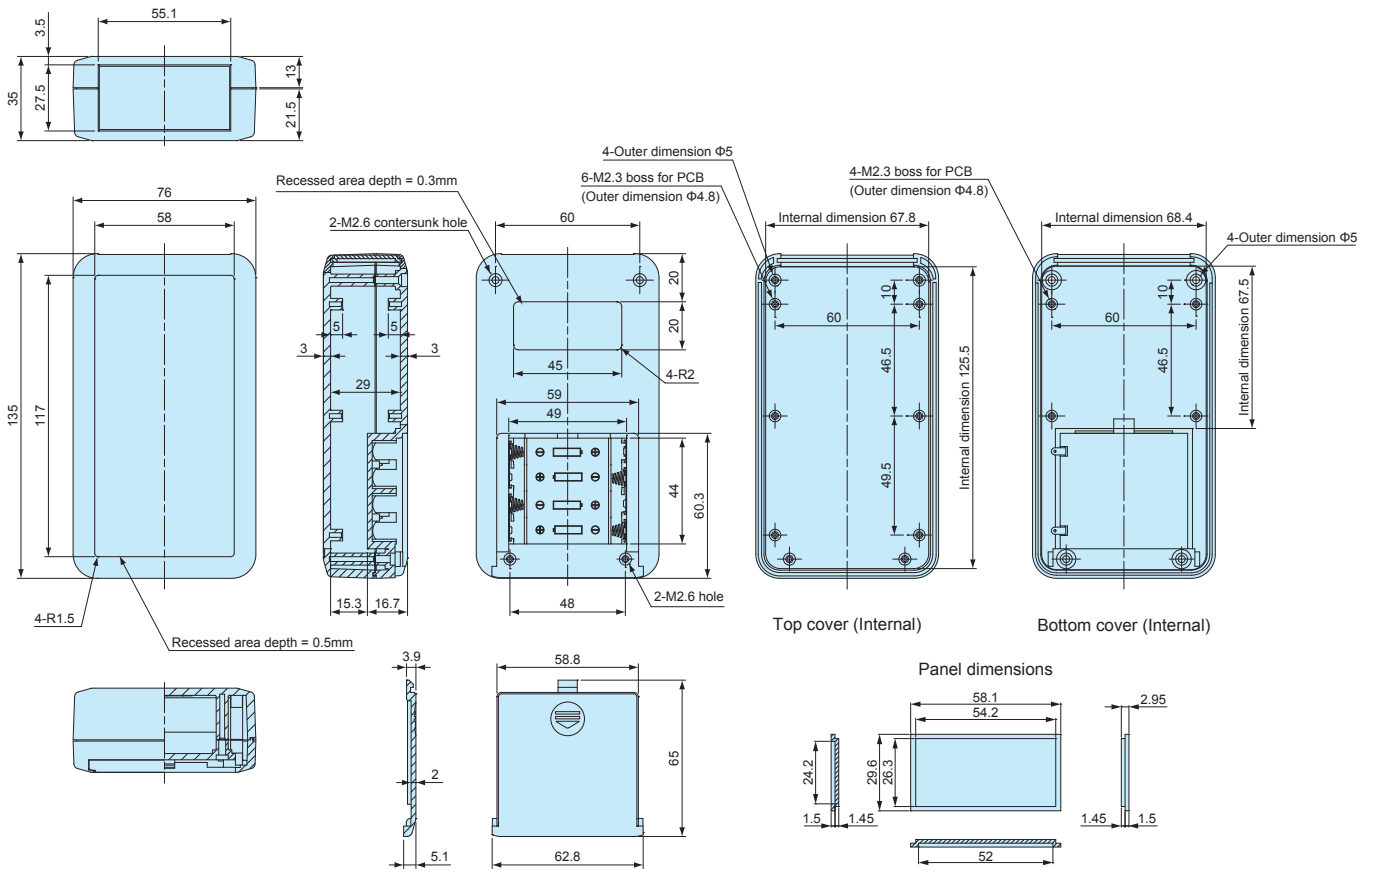 55.1
3.5
35
27.5
13
21.5
76
58
135
117
4-R1.5
Recessed area depth = 0.5mm
5
5
3
3
29
15.3
16.7
Recessed area depth = 0.3mm
2-M2.6 contersunk hole
60
20
20
45
4-R2
59
49
44
60.3
48
2-M2.6 hole
4-Outer dimension Φ5
6-M2.3 boss for PCB
(Outer dimension Φ4.8)
Internal dimension 67.8
10
60
46.5
49.5
Internal dimension 125.5
Top cover (Internal)
4-M2.3 boss for PCB
(Outer dimension Φ4.8)
Internal dimension 68.4
4-Outer dimension Φ5
10
60
46.5
Internal dimension 67.5
Bottom cover (Internal)
3.9
2
5.1
58.8
65
62.8
Panel dimensions
58.1
54.2
2.95
24.2
29.6
26.3
1.5
1.45
1.45
1.5
52